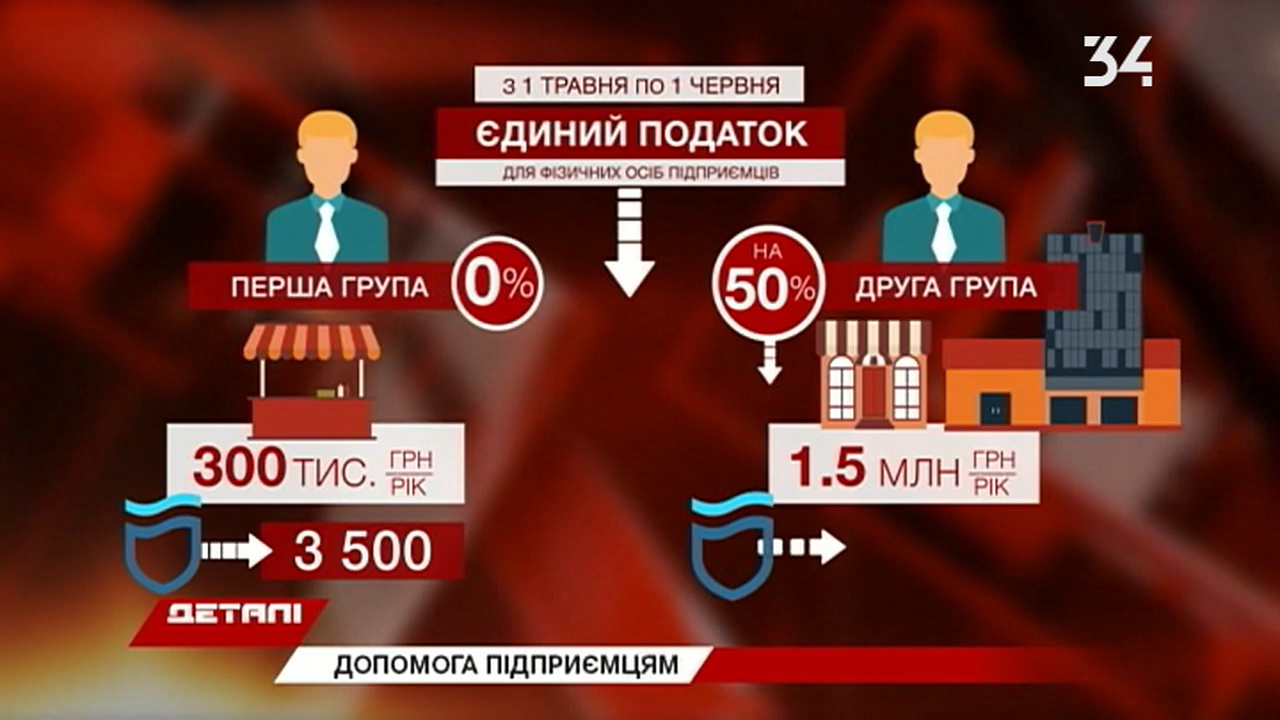 34
З 1 ТРАВНЯ ПО 1 ЧЕРВНЯ
ЄДИНИЙ ПОДАТОК
ДЛЯ ФІЗИЧНИХ ОСІБ ПІДПРИЄМЦІВ
ПЕРША ГРУПА
0%
НА
50%
ДРУГА ГРУПА
300 ТИС. ГРН
РІК
1.5 МЛН ГРН
РІК
3 500
ДЕТАЛІ
ДОПОМОГА ПІДПРИЄМЦЯМ